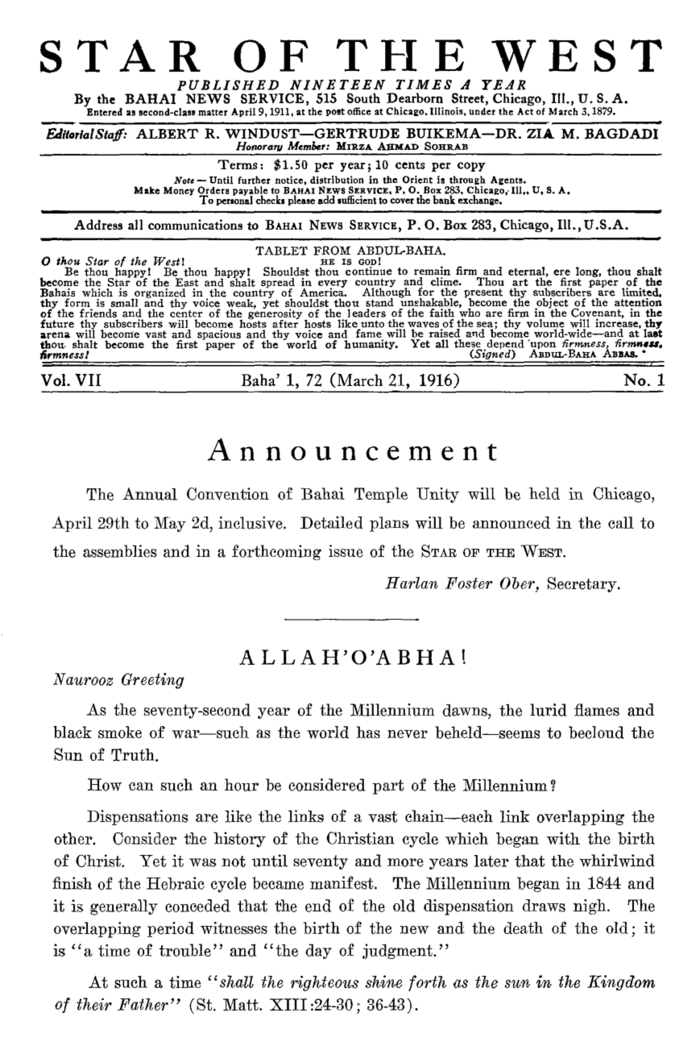 STAR OF THE WEST
PUBLISHED NINETEEN TIMES A YEAR
By the BAHAI NEWS SERVICE, 515 South Dearborn Street, Chicago, Ill., U. S. A.
Entered as second-class matter April 9, 1911, at the post office at Chicago, Illinois, under the Act of March 3, 1879.
Editorial Staff: ALBERT R. WINDUST—GERTRUDE BUIKEMA—DR. ZIA M. BAGDADI
Honorary Member: MIRZA AHMAD SOHRAB
Terms: $1.50 per year; 10 cents per copy
Note — Until further notice, distribution in the Orient is through Agents.
Make Money Orders payable to BAHAI NEWS SERVICE, P. O. Box 283, Chicago, Ill., U. S. A.
To personal checks please add sufficient to cover the bank exchange.
Address all communications to BAHAI NEWS SERVICE, P. O. Box 283, Chicago, Ill., U.S.A.
TABLET FROM ABDUL-BAHA.
O thou Star of the West! HE IS GOD!
Be thou happy! Be thou happy! Shouldst thou continue to remain firm and eternal, ere long, thou shalt
become the Star of the East and shalt spread in every country and clime. Thou art the first paper of the
Bahais which is organized in the country of America. Although for the present thy subscribers are limited,
thy form is small and thy voice weak, yet shouldst thou stand unshakable, become the object of the attention
of the friends and the center of the generosity of the leaders of the faith who are firm in the Covenant, in the
future thy subscribers will become hosts after hosts like unto the waves of the sea; thy volume will increase, thy
arena will become vast and spacious and thy voice and fame will be raised and become world-wide—and at last
thou shalt become the first paper of the world of humanity. Yet all these depend upon firmness, firmness,
firmness! (Signed) ABDUL-BAHA ABBAS.
Vol. VII Baha' 1, 72 (March 21, 1916) No. 1
Announcement
The Annual Convention of Bahai Temple Unity will be held in Chicago,
April 29th to May 2d, inclusive. Detailed plans will be announced in the call to
the assemblies and in a forthcoming issue of the STAR OF THE WEST.
Harlan Foster Ober, Secretary.
ALLAH'O'ABHA!
Naurooz Greeting
As the seventy-second year of the Millennium dawns, the lurid flames and
black smoke of war—such as the world has never beheld—seems to becloud the
Sun of Truth.
How can such an hour be considered part of the Millennium?
Dispensations are like the links of a vast chain—each link overlapping the
other. Consider the history of the Christian cycle which began with the birth
of Christ. Yet it was not until seventy and more years later that the whirlwind
finish of the Hebraic cycle became manifest. The Millennium began in 1844 and
it is generally conceded that the end of the old dispensation draws nigh. The
overlapping period witnesses the birth of the new and the death of the old; it
is "a time of trouble" and "the day of judgment."
At such a time "shall the righteous shine forth as the sun in the Kingdom
of their Father" (St. Matt. XIII:24-30; 36-43).